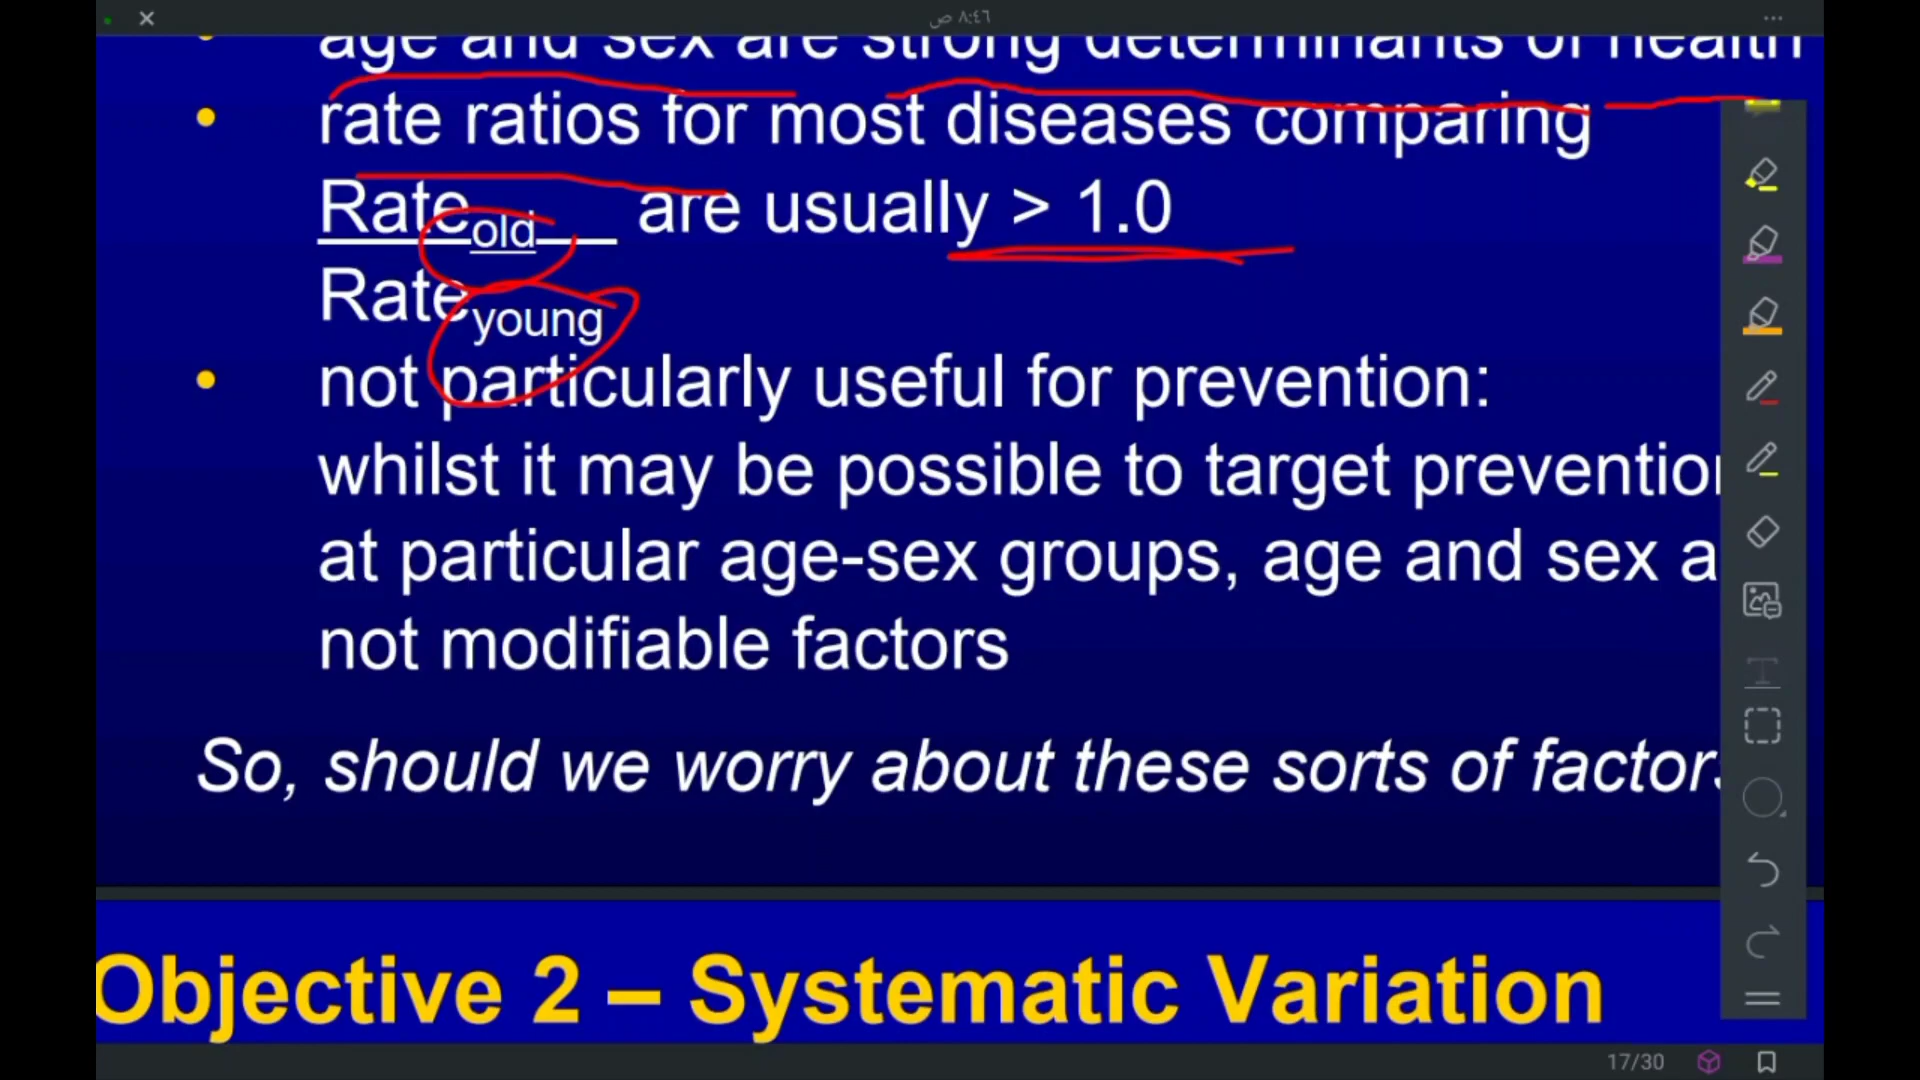 ٨:٤٦ ص
age and sex are strong determinants of health
rate ratios for most diseases comparing
Rate old are usually > 1.0
Rate young
not particularly useful for prevention:
whilst it may be possible to target prevention
at particular age-sex groups, age and sex a
not modifiable factors
So, should we worry about these sorts of factors
Objective 2 – Systematic Variation
17/30